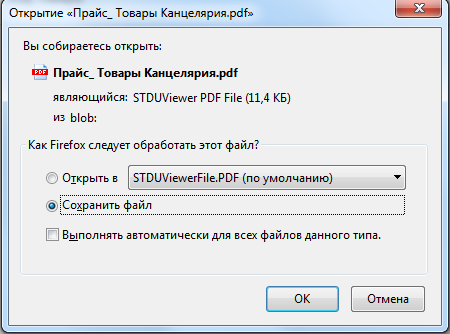 Открытие «Прайс_ Товары Канцелярия.pdf»
Вы собираетесь открыть:
PDF Прайс_ Товары Канцелярия.pdf
являющийся: STDUViewer PDF File (11,4 КБ)
из blob:
Как Firefox следует обработать этот файл?
Открыть в STDUViewerFile.PDF (по умолчанию)
Сохранить файл
Выполнять автоматически для всех файлов данного типа.
ОК Отмена